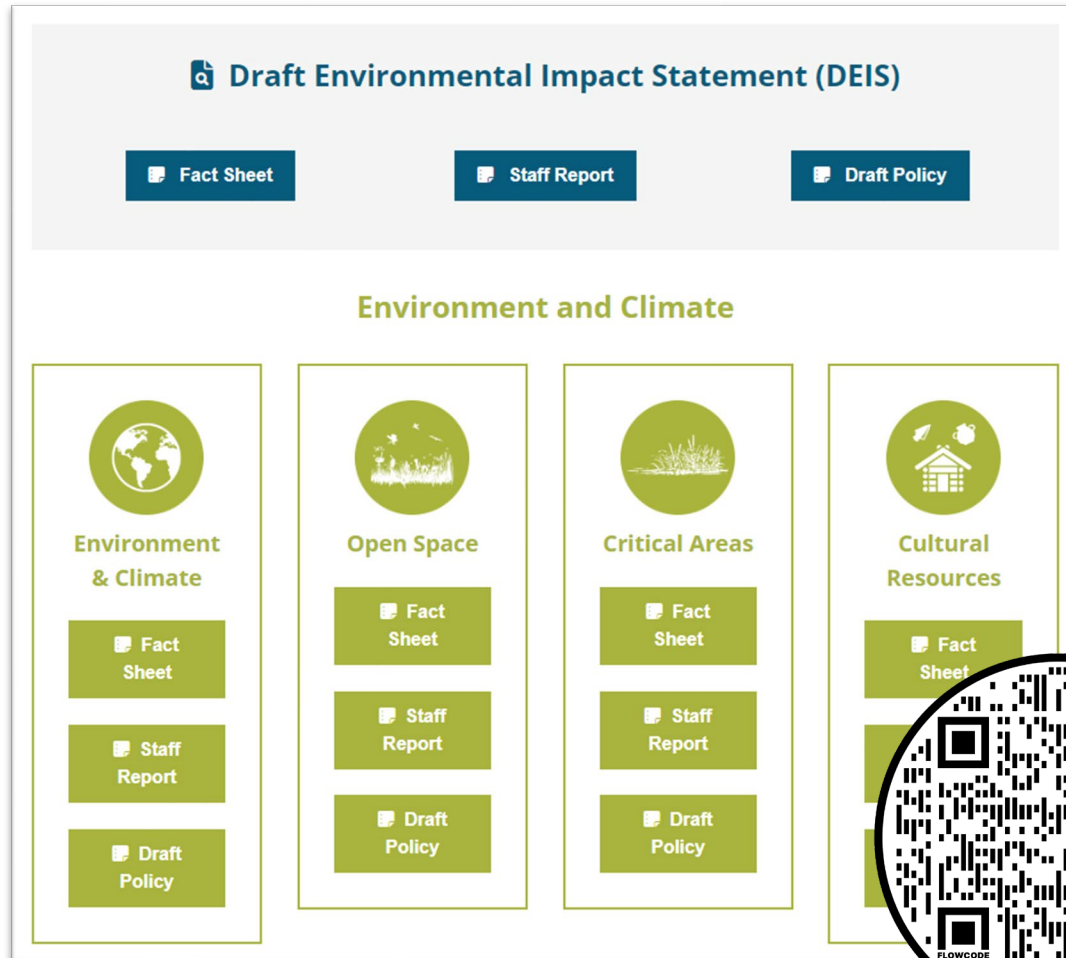 Draft Environmental Impact Statement (DEIS)
Fact Sheet
Staff Report
Draft Policy
Environment and Climate
Environment
& Climate
Fact
Sheet
Staff
Report
Draft
Policy
Open Space
Fact
Sheet
Staff
Report
Draft
Policy
Critical Areas
Fact
Sheet
Staff
Report
Draft
Policy
Cultural
Resources
Fact
Sheet
FLOWCODE